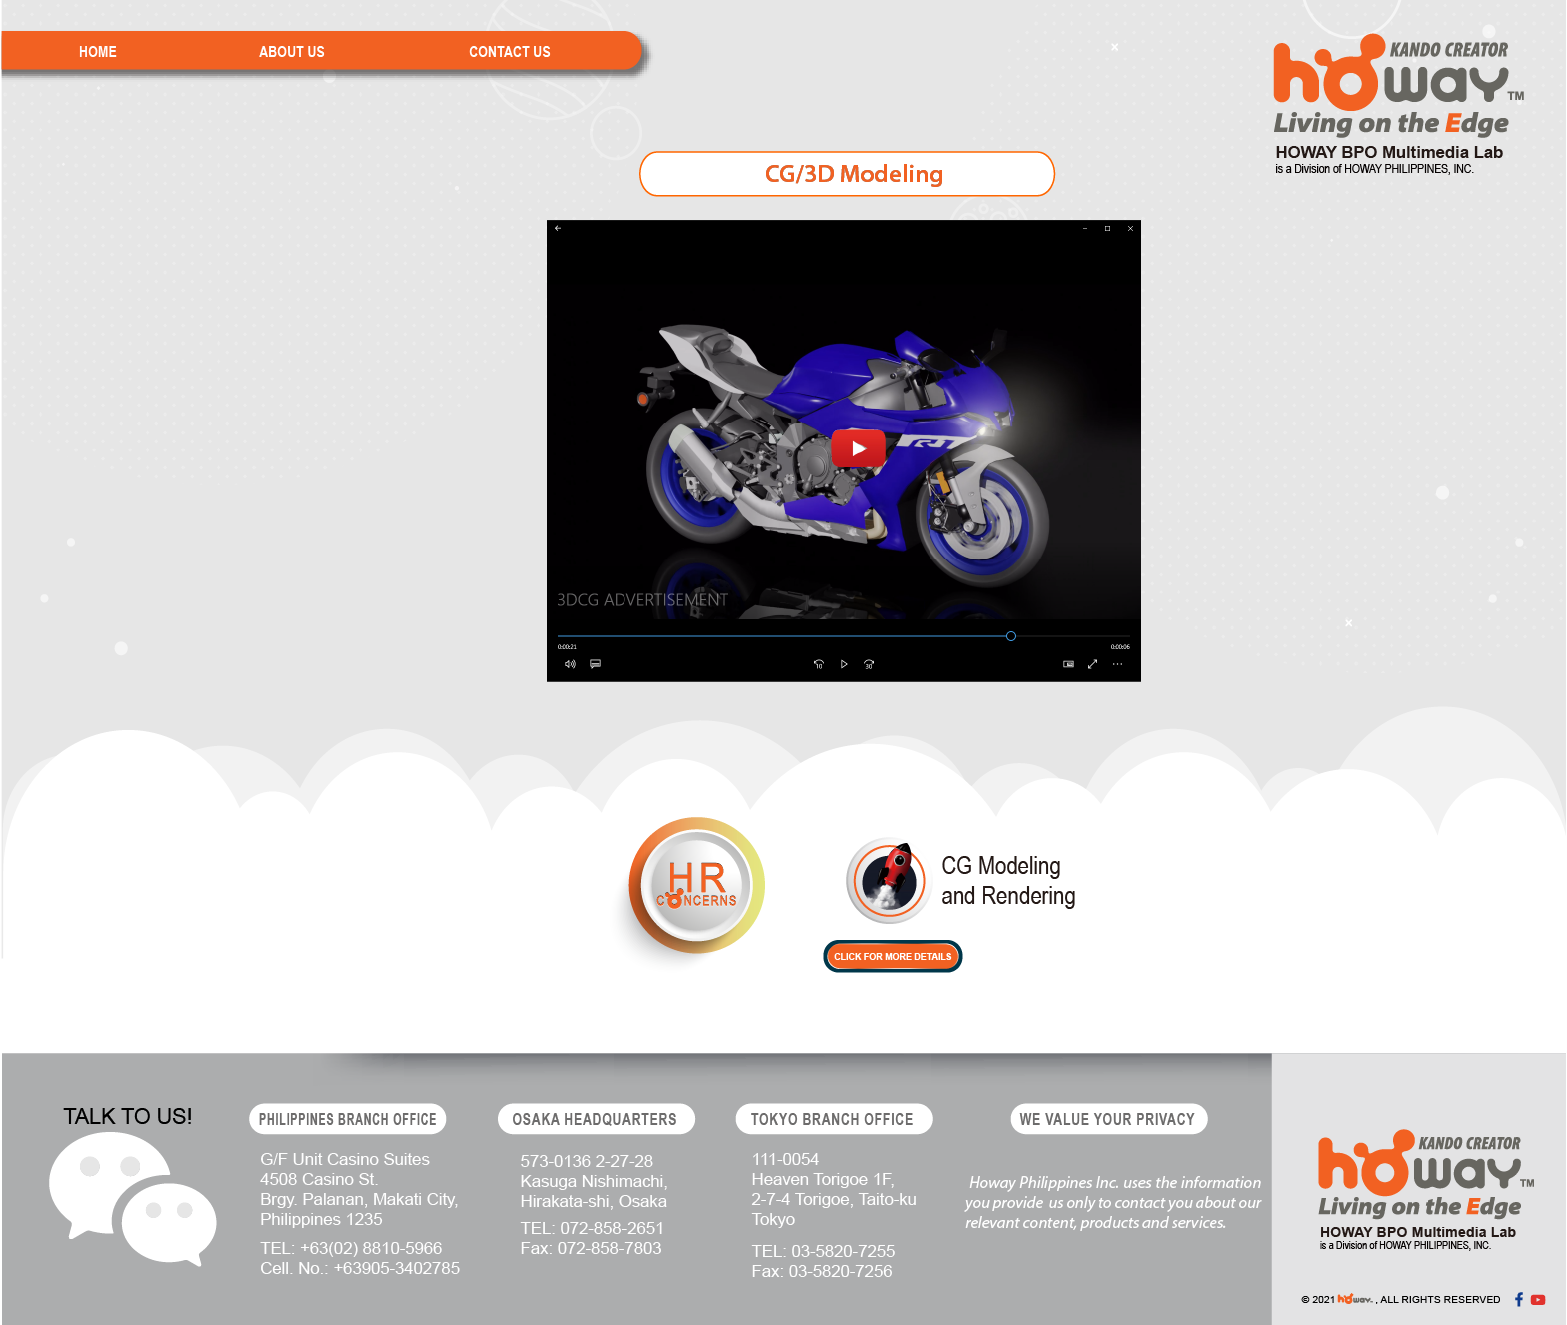 HOME
ABOUT US
CONTACT US
KANDO CREATOR
howay TM
Living on the Edge
HOWAY BPO Multimedia Lab
is a Division of HOWAY PHILIPPINES, INC.
CG/3D Modeling
R1
3DCG ADVERTISEMENT
0:00:21
0:00:06
10
30
HR
CONCERNS
CG Modeling
and Rendering
CLICK FOR MORE DETAILS
TALK TO US!
PHILIPPINES BRANCH OFFICE
G/F Unit Casino Suites
4508 Casino St.
Brgy. Palanan, Makati City,
Philippines 1235
TEL: +63(02) 8810-5966
Cell. No.: +63905-3402785
OSAKA HEADQUARTERS
573-0136 2-27-28
Kasuga Nishimachi,
Hirakata-shi, Osaka
TEL: 072-858-2651
Fax: 072-858-7803
TOKYO BRANCH OFFICE
111-0054
Heaven Torigoe 1F,
2-7-4 Torigoe, Taito-ku
Tokyo
TEL: 03-5820-7255
Fax: 03-5820-7256
WE VALUE YOUR PRIVACY
Howay Philippines Inc. uses the information
you provide us only to contact you about our
relevant content, products and services.
KANDO CREATOR
howay TM
Living on the Edge
HOWAY BPO Multimedia Lab
is a Division of HOWAY PHILIPPINES, INC.
© 2021 howay , ALL RIGHTS RESERVED